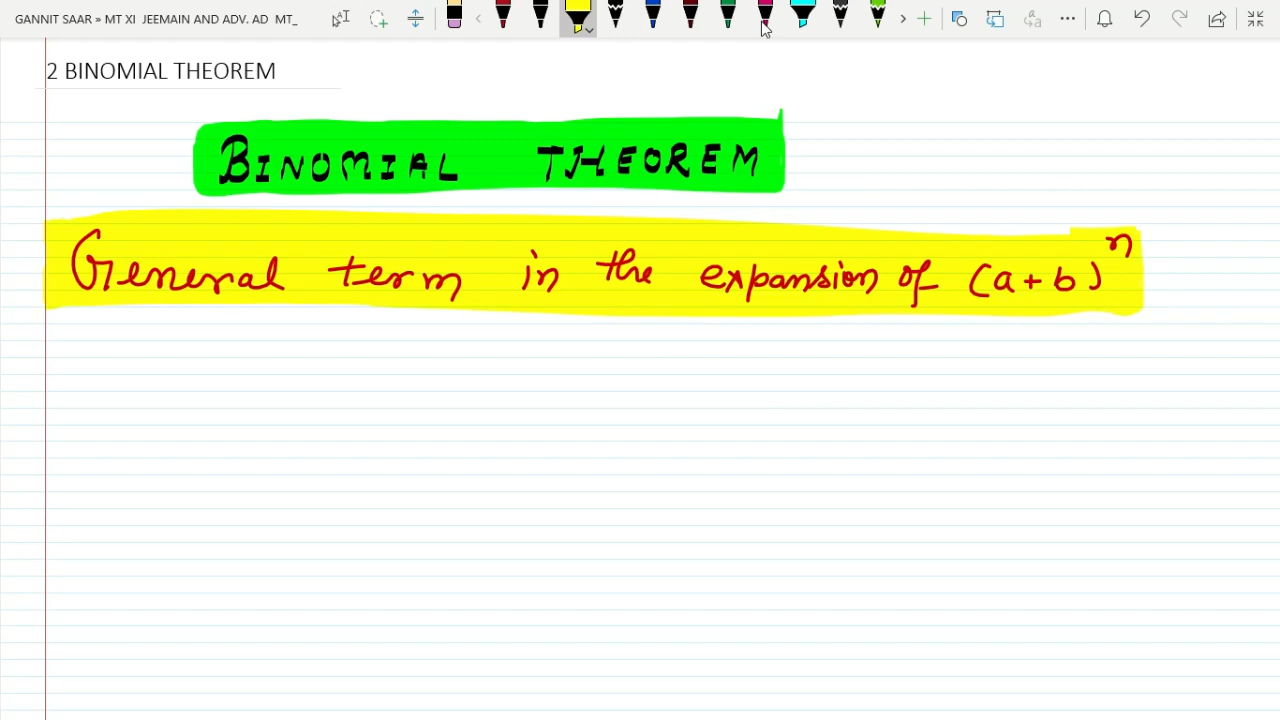 GANNIT SAAR » MT XI JEEMAIN AND ADV. AD MT_
2 BINOMIAL THEOREM
BINOMIAL THEOREM
General term in the expansion of (a+b)^n